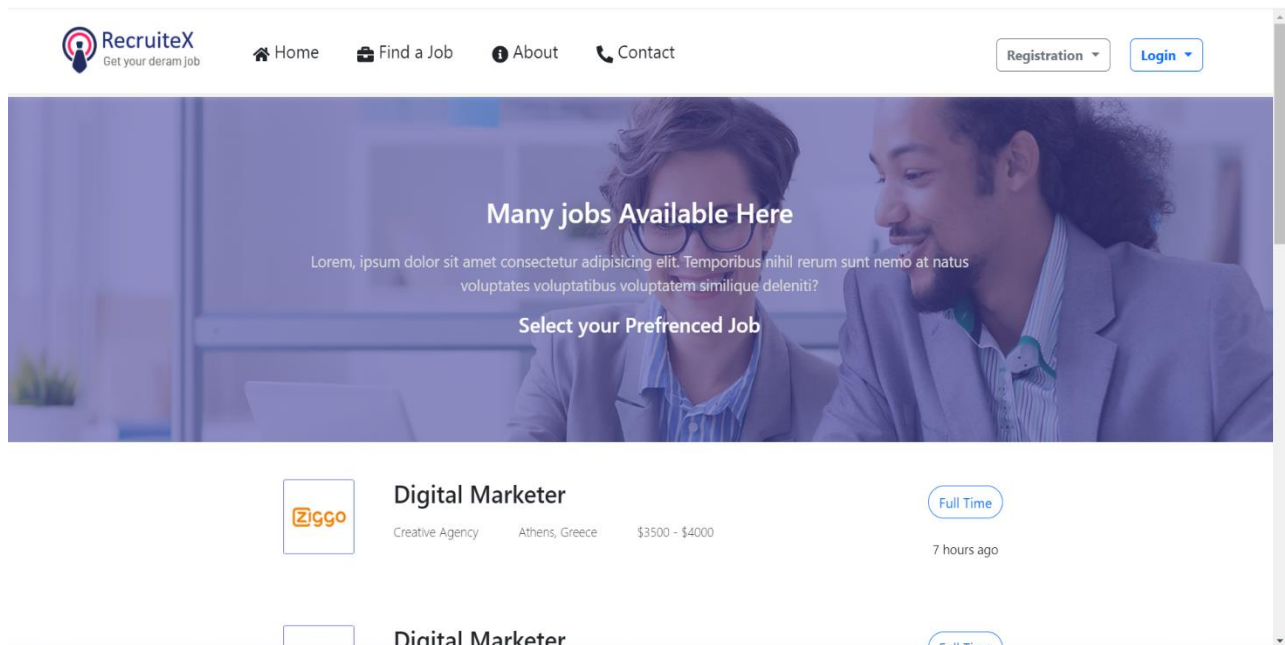 RecruiteX
Get your deram job
Home
Find a Job
About
Contact
Registration
Login
Many jobs Available Here
Lorem, ipsum dolor sit amet consectetur adipisicing elit. Temporibus nihil rerum sunt nemo at natus
voluptates voluptatibus voluptatem similique deleniti?
Select your Prefrenced Job
Ziggo
Digital Marketer
Creative Agency
Athens, Greece
$3500 - $4000
Full Time
7 hours ago
Digital Marketer
Full Time